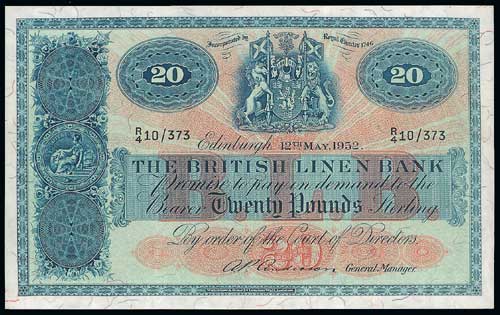 Incorporated by Royal Charter 1746
20 20
R/4 10/373 R/4 10/373
Edinburgh 12TH MAY, 1952.
THE BRITISH LINEN BANK
Promise to pay on demand to the
Bearer Twenty Pounds Sterling
By order of the Court of Directors.
General Manager.